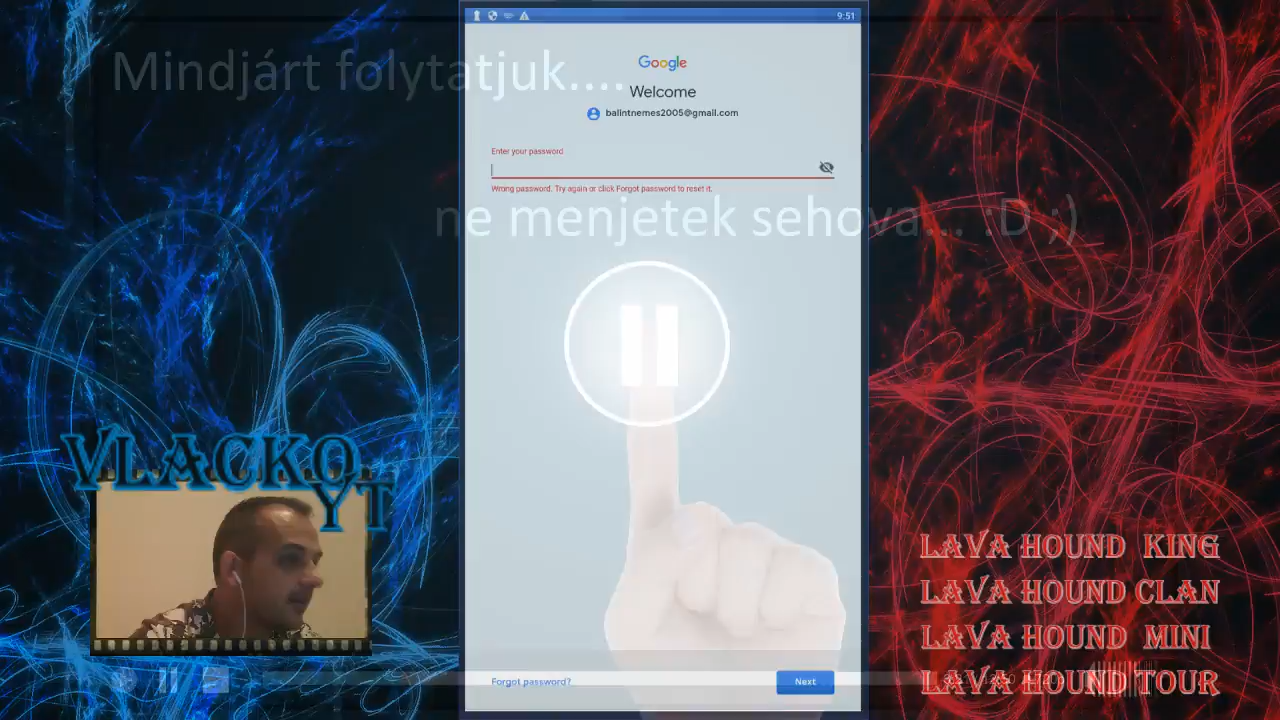 9:51
Mindjárt folytatjuk....
Google
Welcome
balintnemes2005@gmail.com
Enter your password
Wrong password. Try again or click Forgot password to reset it.
ne menjetek sehova... :D ;)
VLACKO
YT
LAVA HOUND KING
LAVA HOUND CLAN
LAVA HOUND MINI
LAVA HOUND TOUR
Forgot password?
Next